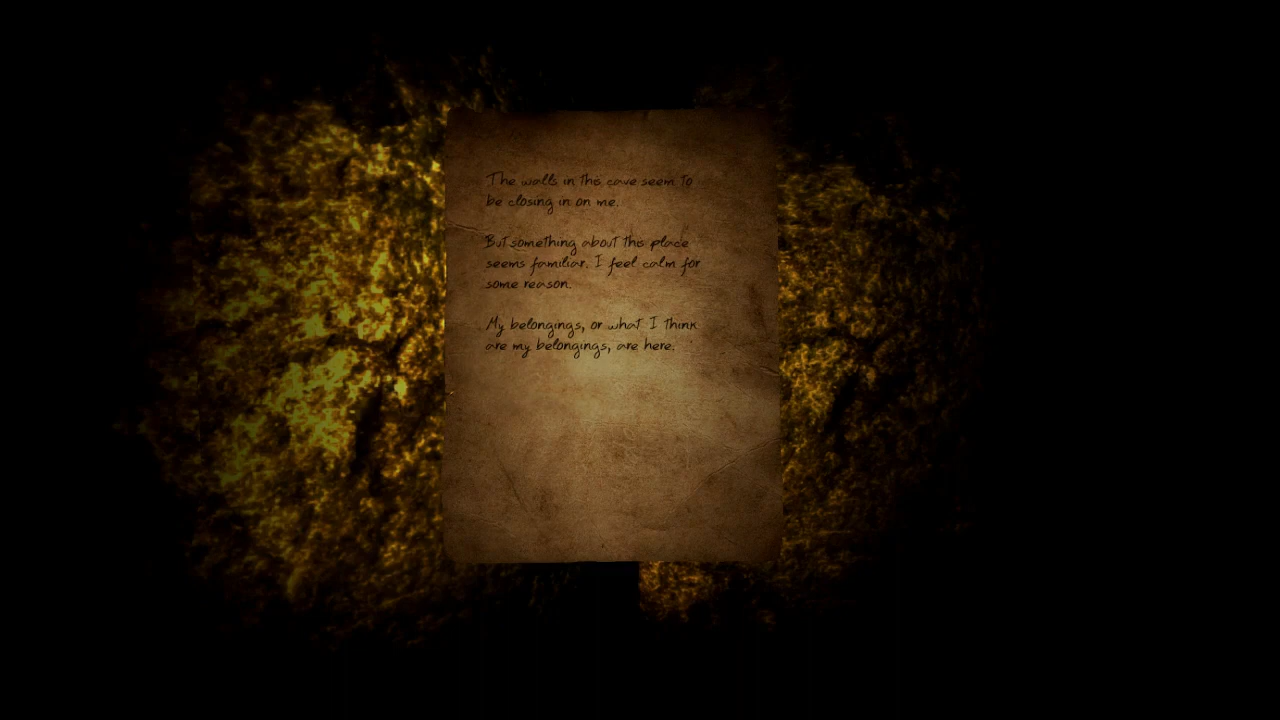 The walls in this cave seem to
be closing in on me.
But something about this place
seems familiar. I feel calm for
some reason.
My belongings, or what I think
are my belongings, are here.